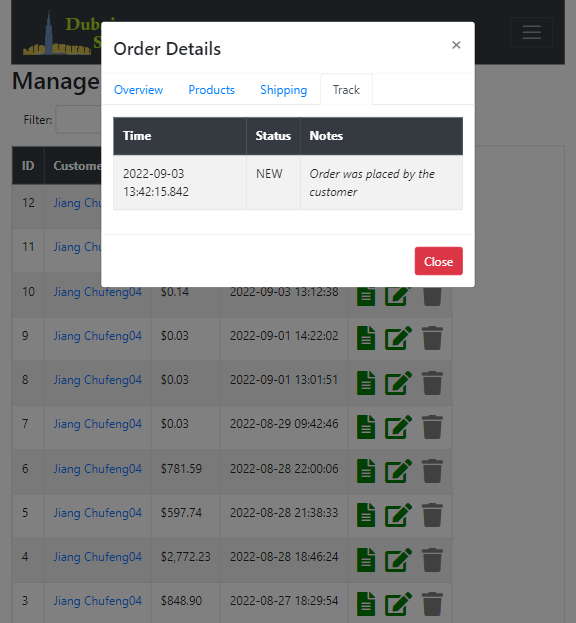 Order Details
×
Overview Products Shipping Track
Time Status Notes
2022-09-03 13:42:15.842 NEW Order was placed by the
customer
Close
Manage
Filter:
ID Custome
12 Jiang Chu
11 Jiang Chu
10 Jiang Chufeng04 $0.14 2022-09-03 13:12:38
9 Jiang Chufeng04 $0.03 2022-09-01 14:22:02
8 Jiang Chufeng04 $0.03 2022-09-01 13:01:51
7 Jiang Chufeng04 $0.03 2022-08-29 09:42:46
6 Jiang Chufeng04 $781.59 2022-08-28 22:00:06
5 Jiang Chufeng04 $597.74 2022-08-28 21:38:33
4 Jiang Chufeng04 $2,772.23 2022-08-28 18:46:24
3 Jiang Chufeng04 $848.90 2022-08-27 18:29:54